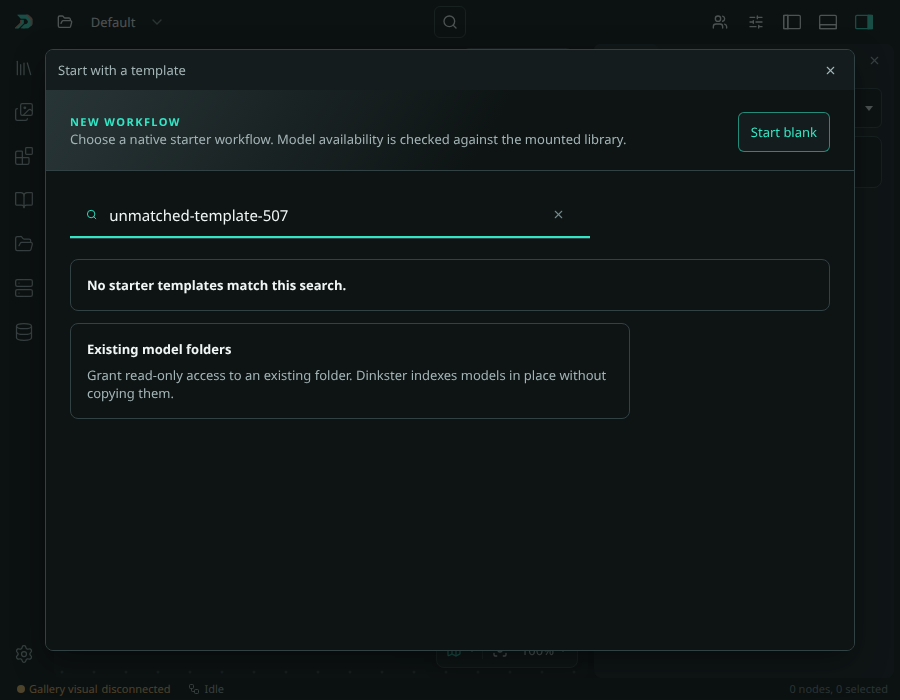 Default
Start with a template
NEW WORKFLOW
Choose a native starter workflow. Model availability is checked against the mounted library.
Start blank
unmatched-template-507
No starter templates match this search.
Existing model folders
Grant read-only access to an existing folder. Dinkster indexes models in place without
copying them.
100%
Gallery visual disconnected
Idle
0 nodes, 0 selected